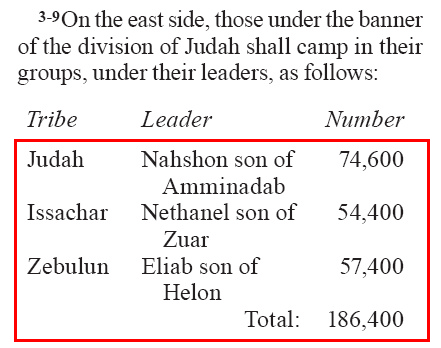 3-9On the east side, those under the banner
of the division of Judah shall camp in their
groups, under their leaders, as follows:
Tribe Leader Number
Judah Nahshon son of 74,600
Amminadab
Issachar Nethanel son of 54,400
Zuar
Zebulun Eliab son of 57,400
Helon
Total: 186,400